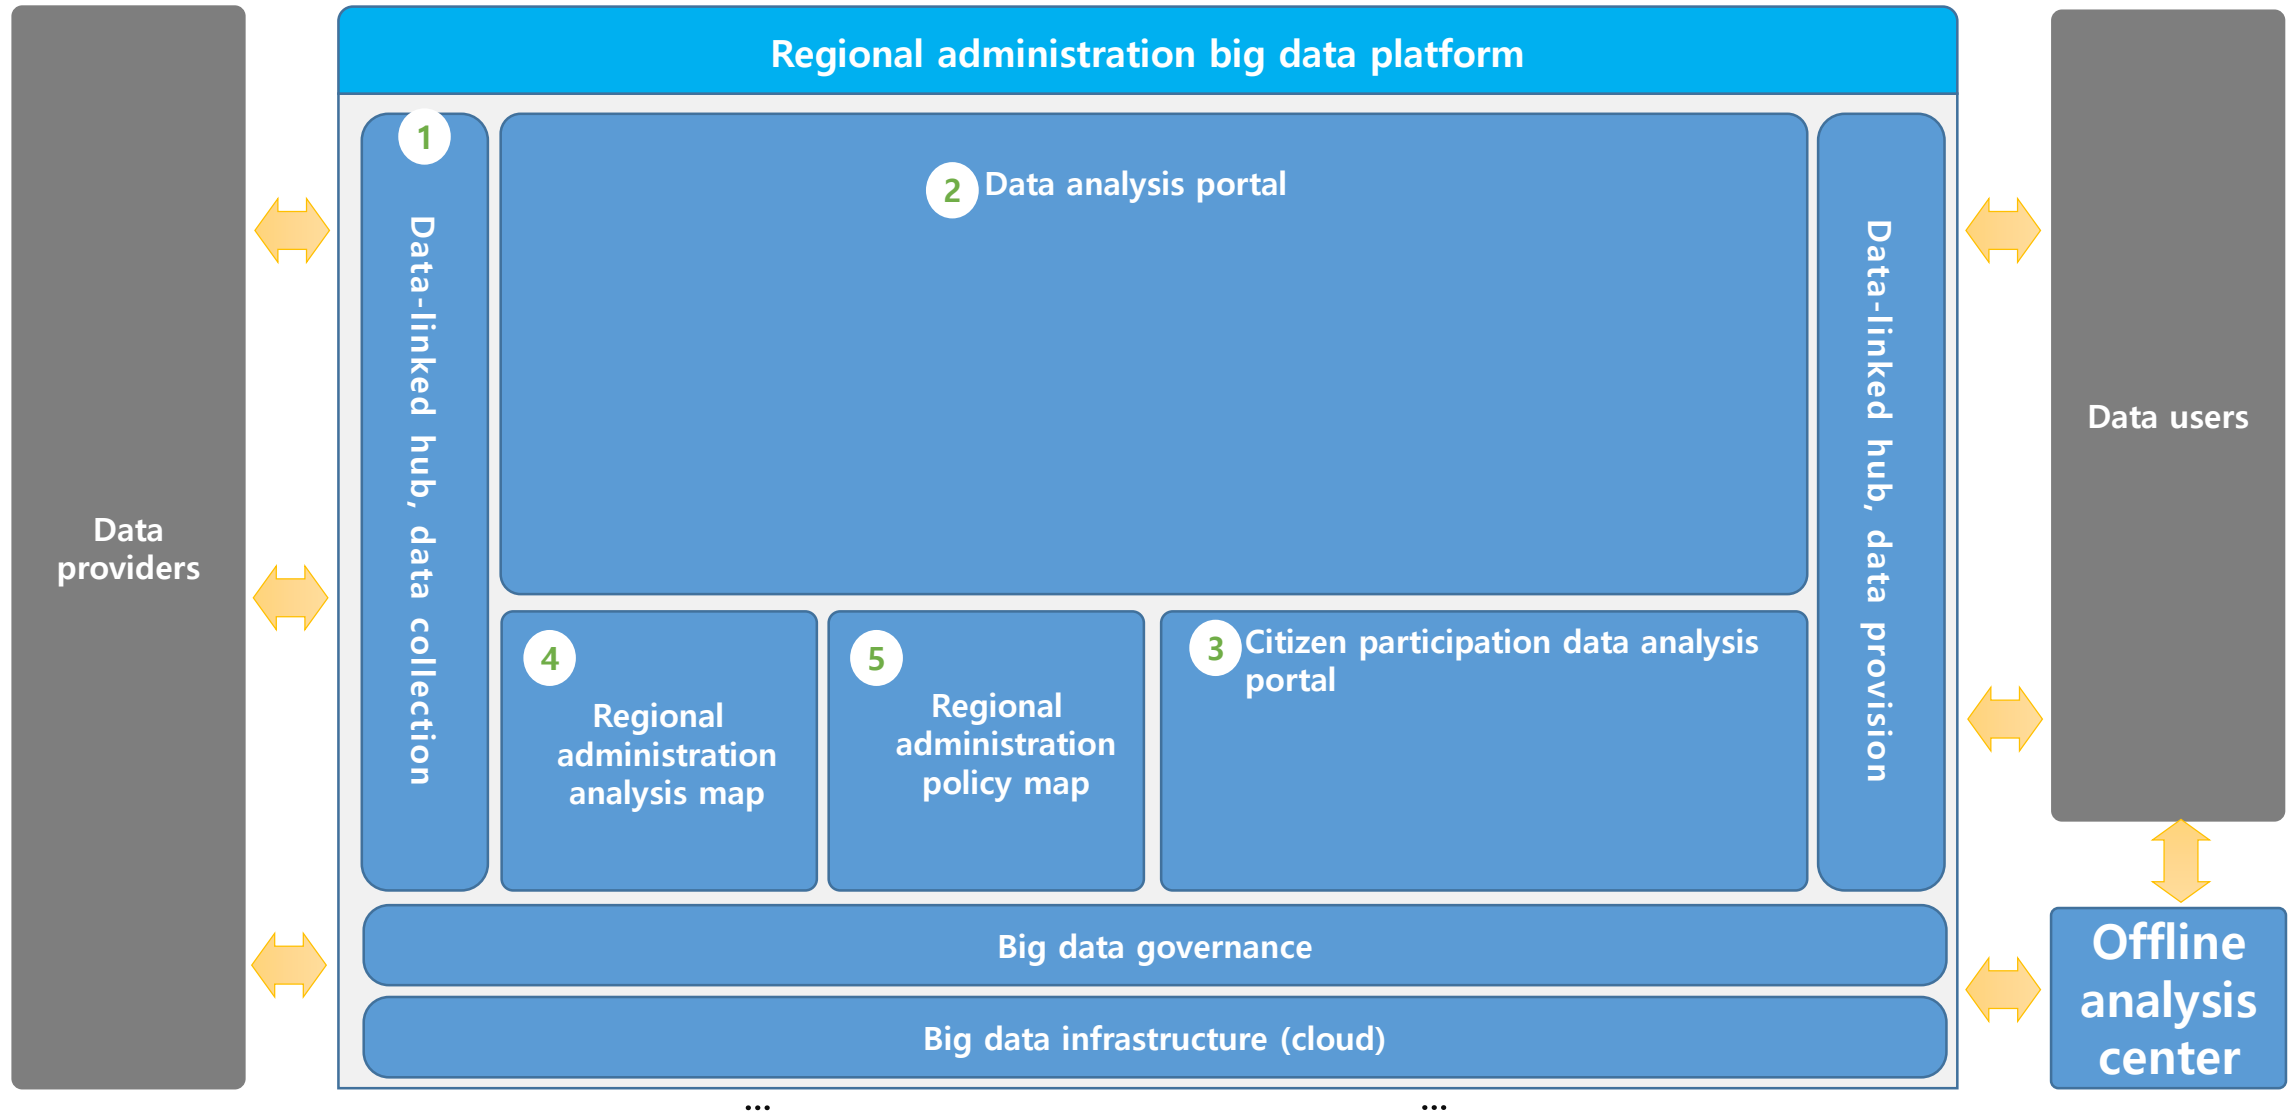 Regional administration big data platform
Data
providers
1
Data-linked hub, data collection
2 Data analysis portal
4
Regional
administration
analysis map
5
Regional
administration
policy map
3 Citizen participation data analysis
portal
Data-linked hub, data provision
Big data governance
Big data infrastructure (cloud)
Data users
Offline
analysis
center
... ...